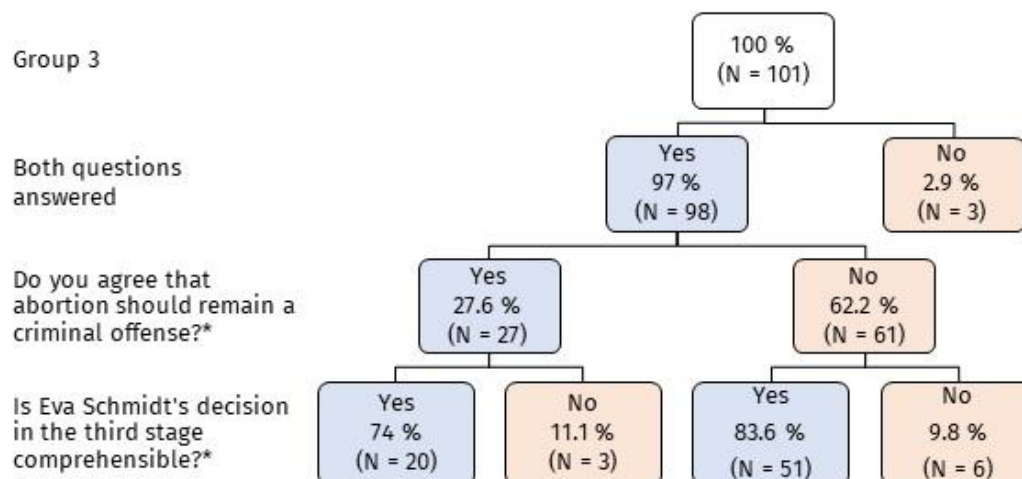 Group 3
100 %
(N = 101)
Both questions
answered
Yes
97 %
(N = 98)
No
2.9 %
(N = 3)
Do you agree that
abortion should remain a
criminal offense?*
Yes
27.6 %
(N = 27)
No
62.2 %
(N = 61)
Is Eva Schmidt's decision
in the third stage
comprehensible?*
Yes
74 %
(N = 20)
No
11.1 %
(N = 3)
Yes
83.6 %
(N = 51)
No
9.8 %
(N = 6)